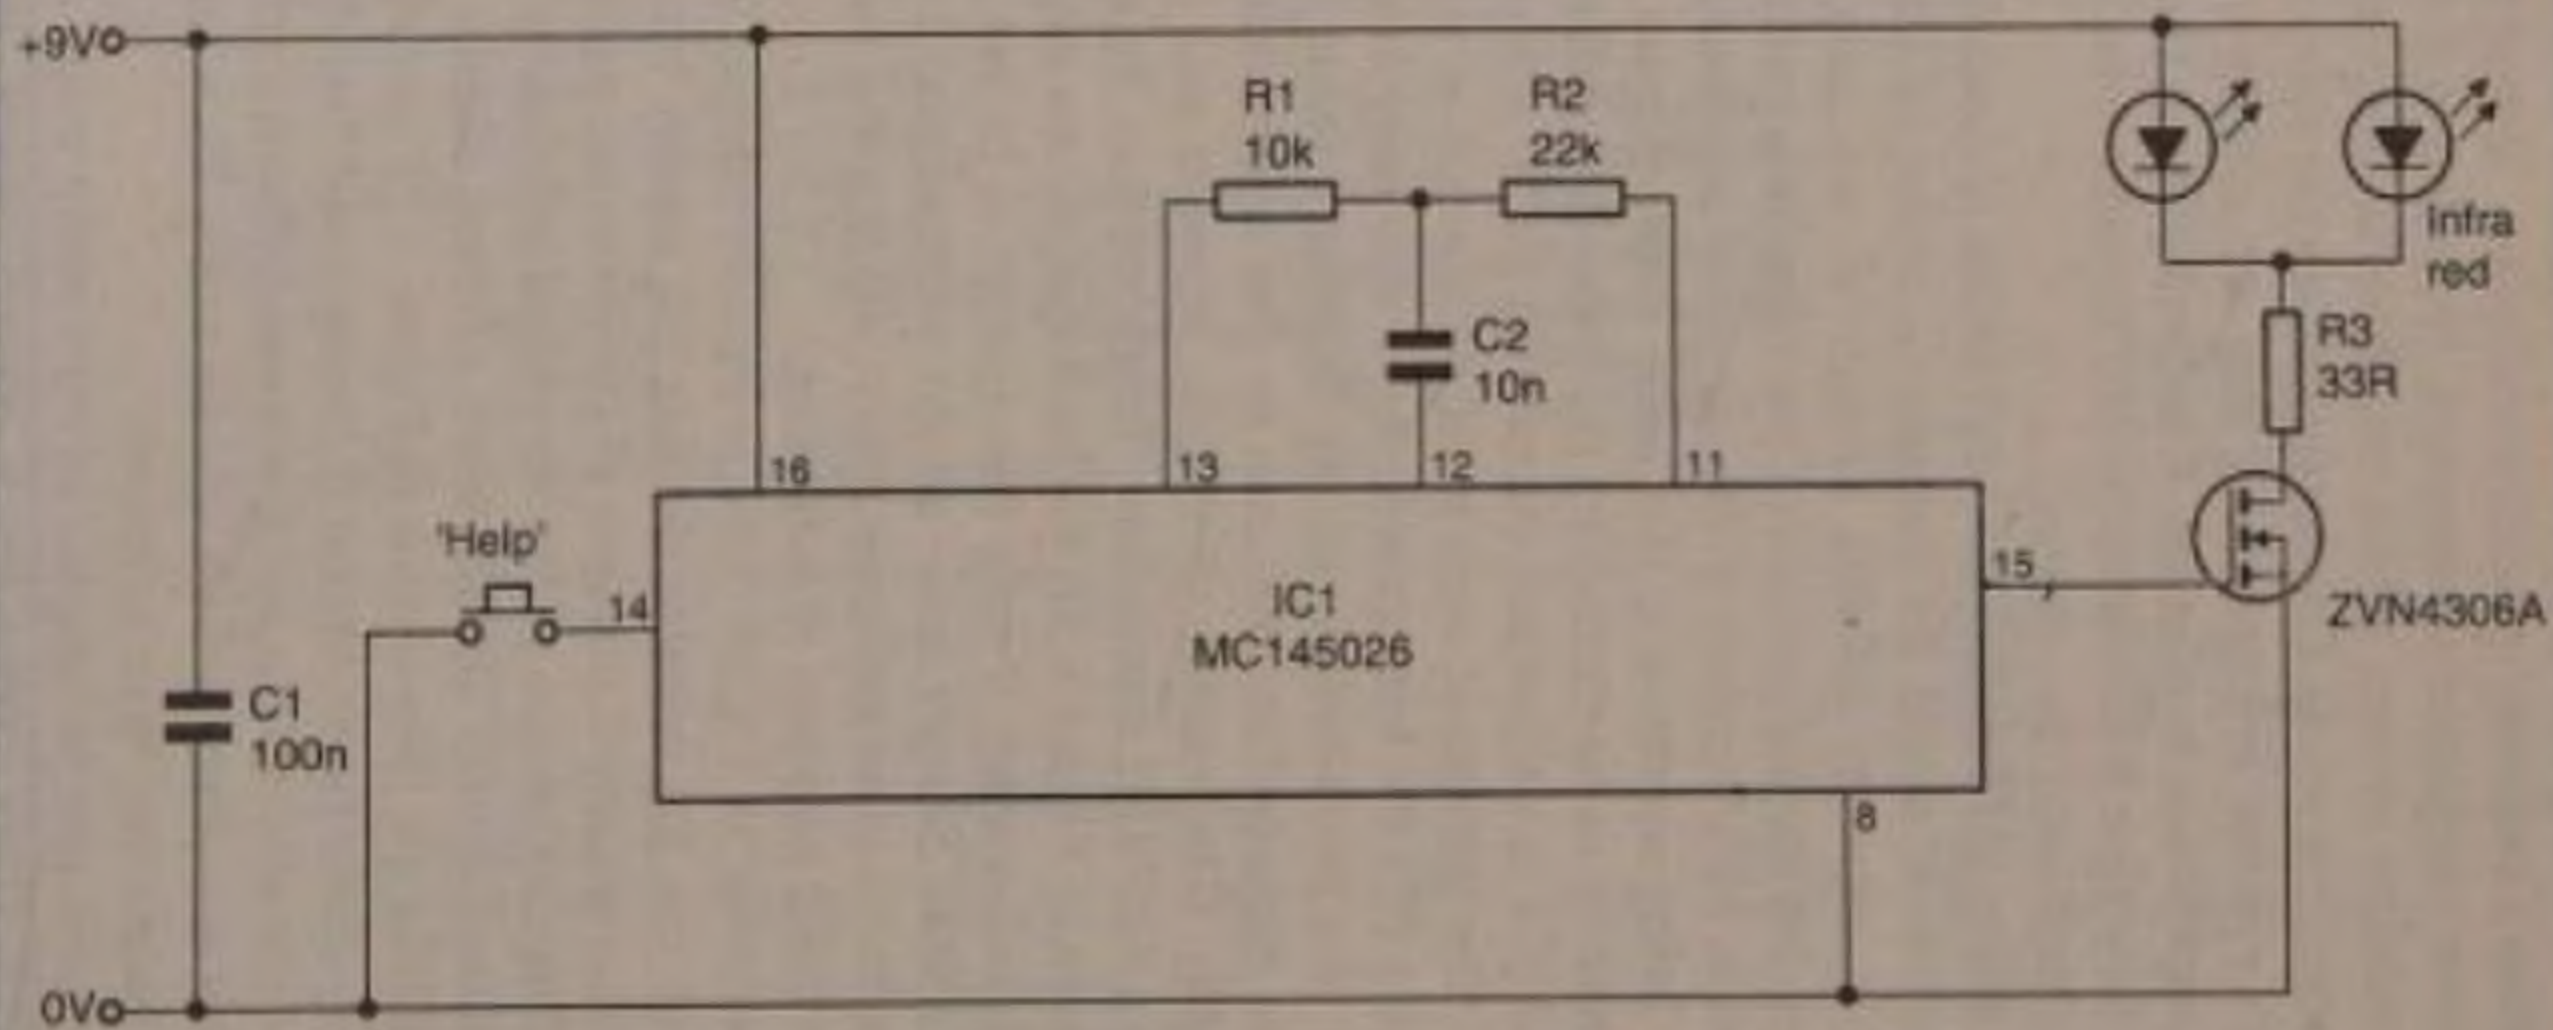 +9V
R1
10k
R2
22k
infra
red
C2
10n
R3
33R
16
13
12
11
'Help'
14
15
IC1
MC145026
ZVN4306A
C1
100n
8
0V